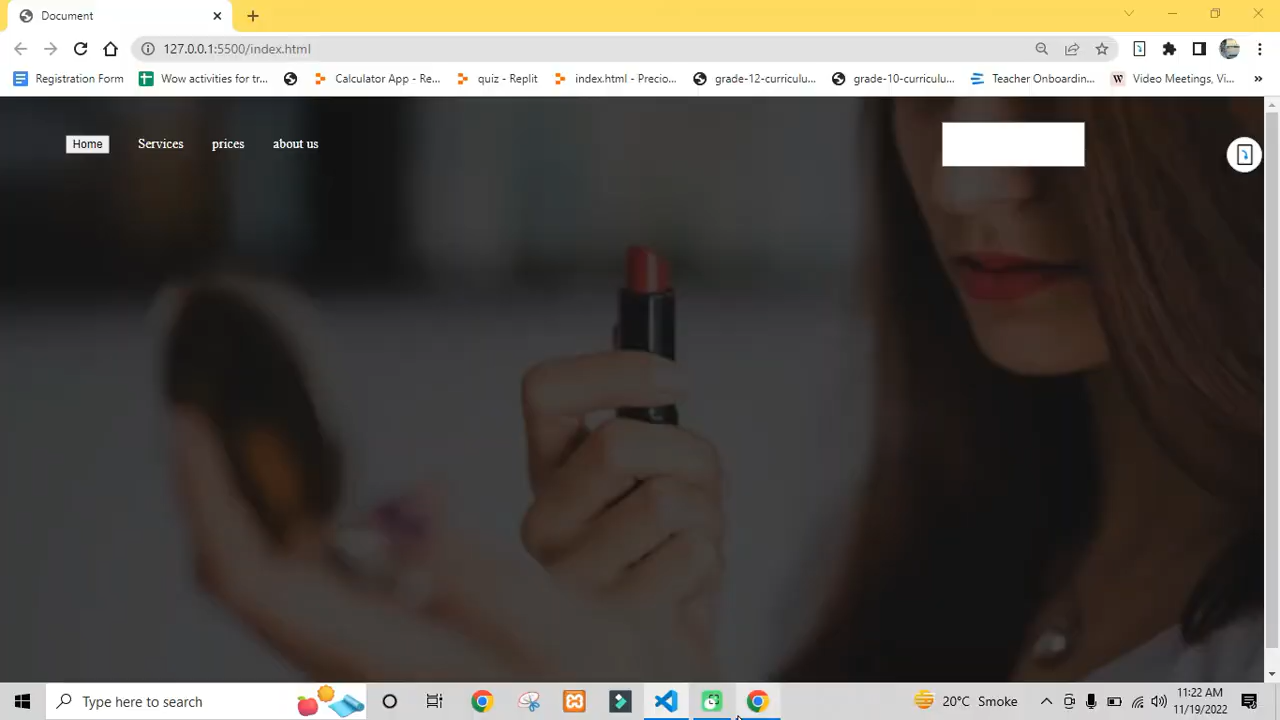 Document
127.0.0.1:5500/index.html
Registration Form
Wow activities for tr...
Calculator App - Re...
quiz - Replit
index.html - Precio...
grade-12-curriculu...
grade-10-curriculu...
Teacher Onboardin...
Video Meetings, Vi...
»
Home
Services
prices
about us
Type here to search
20°C Smoke
11:22 AM
11/19/2022